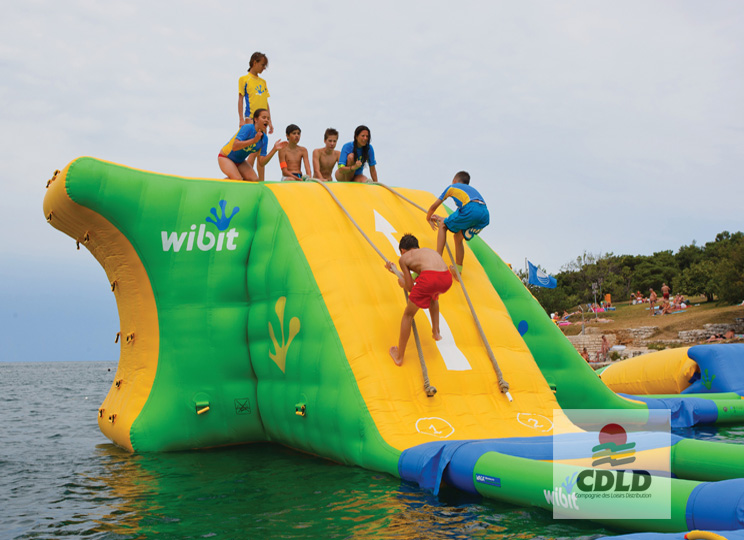 wibit
1
2
wibit
CDLD
Compagnie des Loisirs Distribution